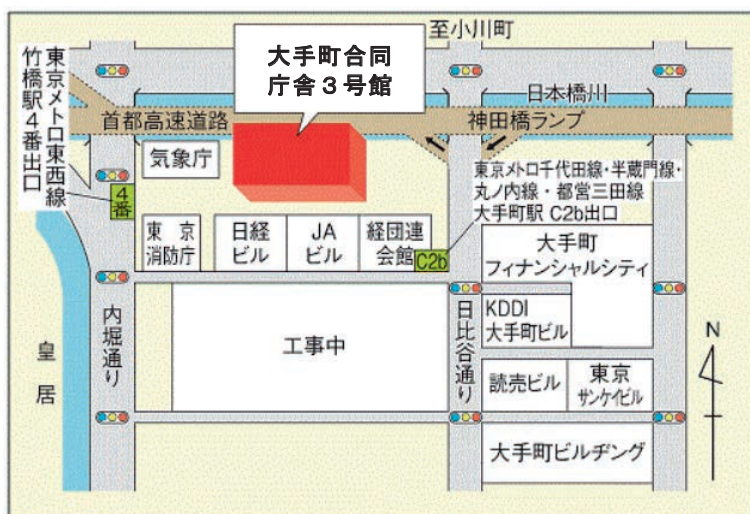 至小川町
大手町合同
庁舎３号館
東京メトロ東西線
竹橋駅４番出口
日本橋川
首都高速道路
神田橋ランプ
気象庁
東京メトロ千代田線・半蔵門線・
丸ノ内線・都営三田線
大手町駅 C2b出口
4番
東 京
消防庁
日経
ビル
JA
ビル
経団連
会館
C2b
大手町
フィナンシャルシティ
内堀通り
皇居
工事中
日比谷通り
KDDI
大手町ビル
N
読売ビル
東京
サンケイビル
大手町ビルヂング